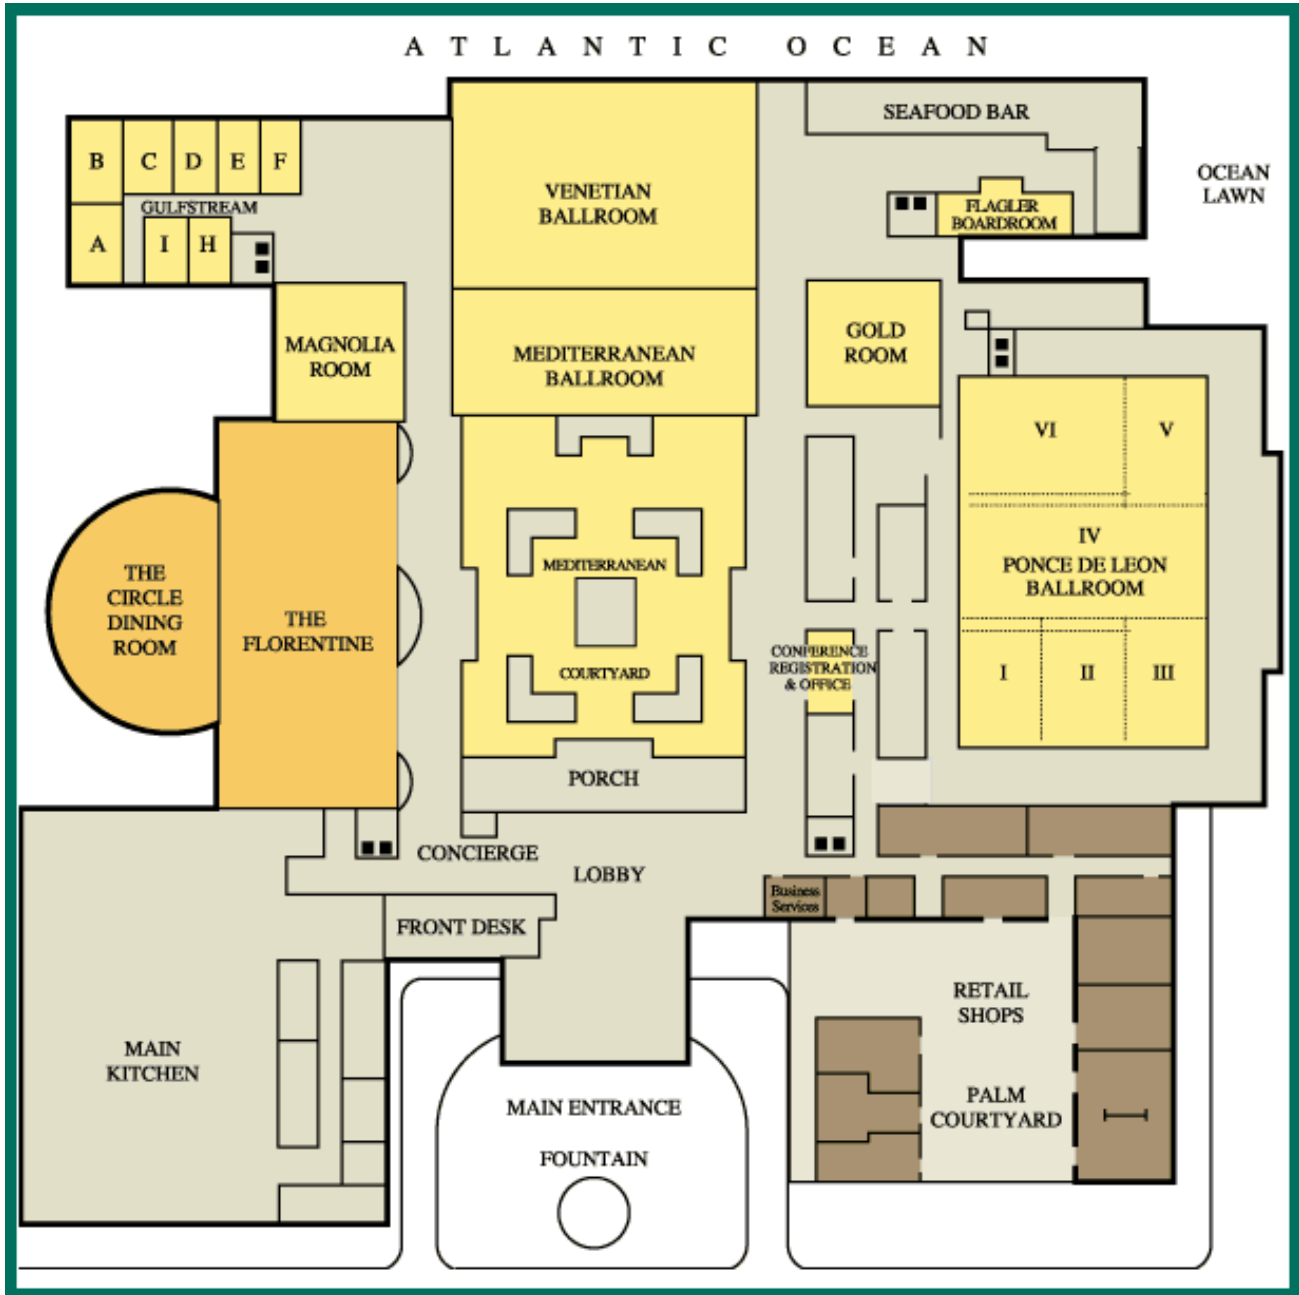 ATLANTIC OCEAN
SEAFOOD BAR
OCEAN
LAWN
B
C
D
E
F
GULFSTREAM
A
I
H
VENETIAN
BALLROOM
FLAGLER
BOARDROOM
MAGNOLIA
ROOM
MEDITERRANEAN
BALLROOM
GOLD
ROOM
VI
V
IV
PONCE DE LEON
BALLROOM
I
II
III
THE
CIRCLE
DINING
ROOM
THE
FLORENTINE
MEDITERRANEAN
COURTYARD
CONFERENCE
REGISTRATION
& OFFICE
PORCH
CONCIERGE
LOBBY
FRONT DESK
Business
Services
RETAIL
SHOPS
PALM
COURTYARD
MAIN
KITCHEN
MAIN ENTRANCE
FOUNTAIN